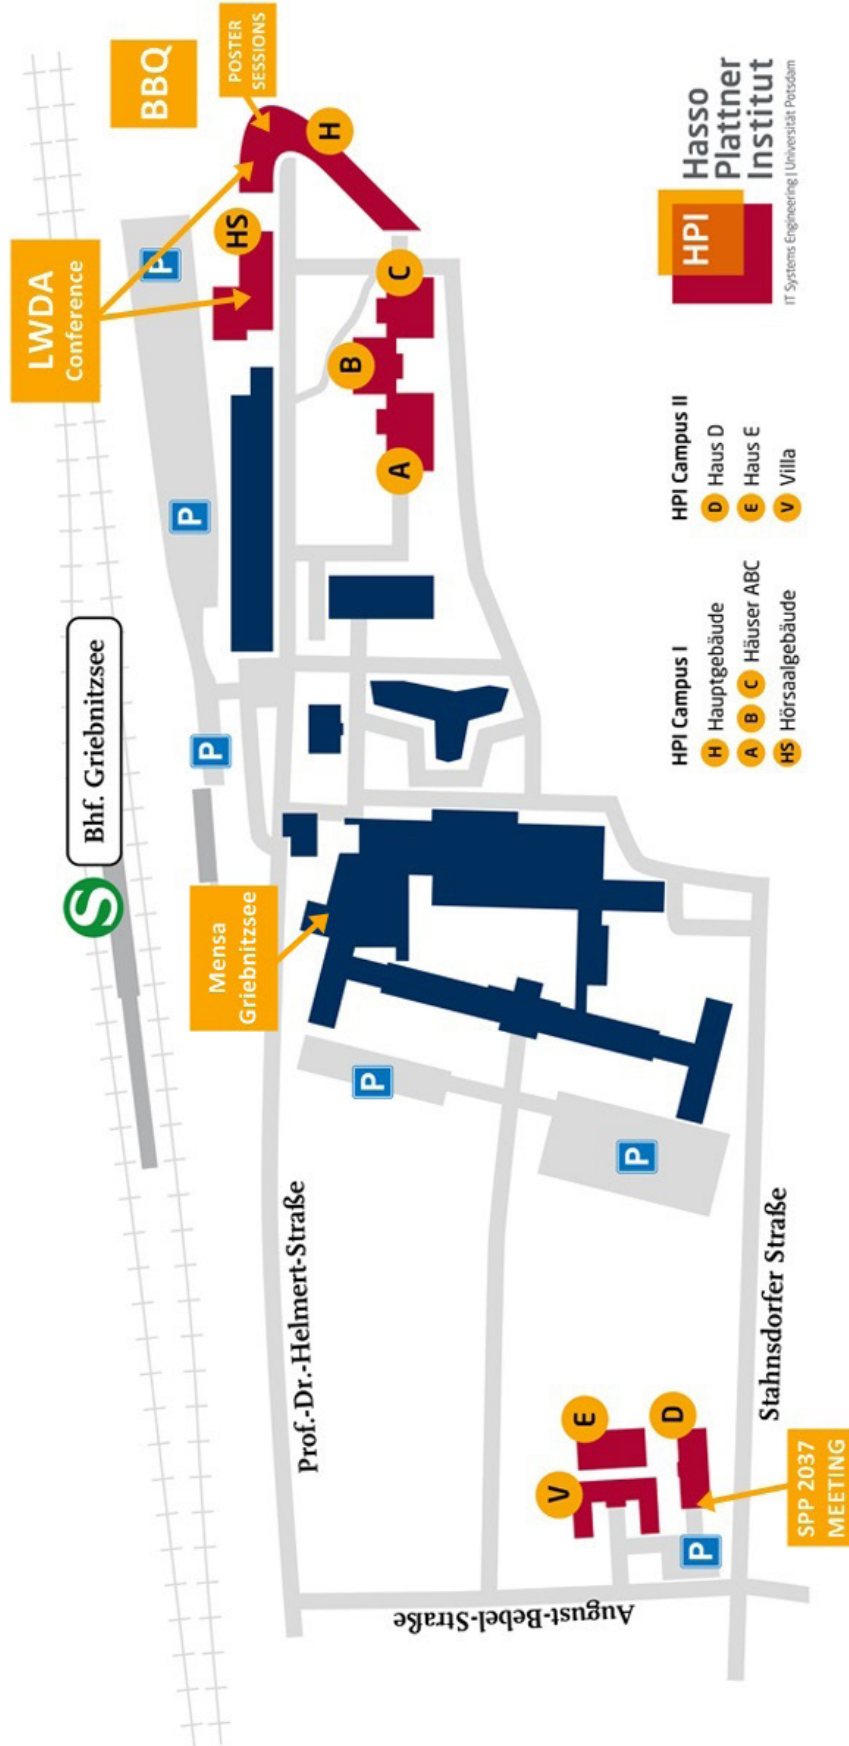 LWDA
Conference
BBQ
POSTER
SESSIONS
Bhf. Griebnitzsee
S
P
P
P
HS
H
Mensa
Griebnitzsee
B
C
A
P
P
Prof.-Dr.-Helmert-Straße
August-Bebel-Straße
Stahnsdorfer Straße
V
E
D
P
SPP 2037
MEETING
HPI Campus I
H Hauptgebäude
A B C Häuser ABC
HS Hörsaalgebäude
HPI Campus II
D Haus D
E Haus E
V Villa
HPI
Hasso
Plattner
Institut
IT Systems Engineering | Universität Potsdam